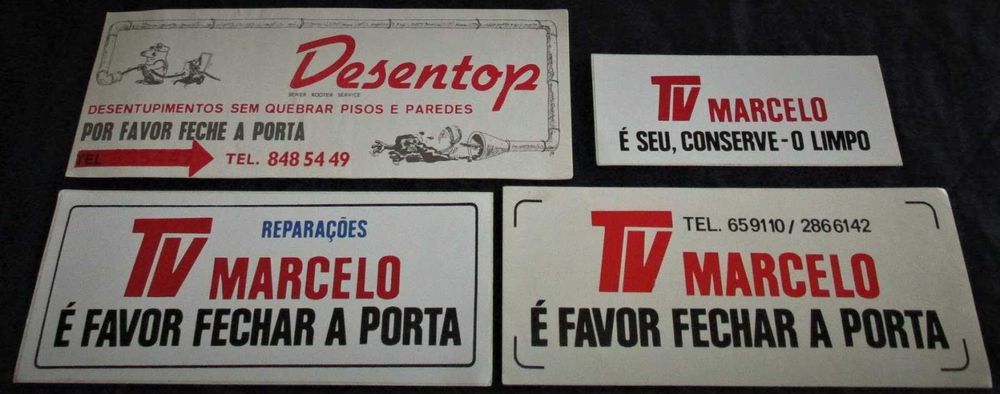 Desentop
SEWER ROOTER SERVICE
DESENTUPIMENTOS SEM QUEBRAR PISOS E PAREDES
POR FAVOR FECHE A PORTA
TEL
TEL. 848 54 49
TV MARCELO
É SEU, CONSERVE-O LIMPO
REPARAÇÕES
TV MARCELO
É FAVOR FECHAR A PORTA
TEL. 659110 / 2866142
TV MARCELO
É FAVOR FECHAR A PORTA